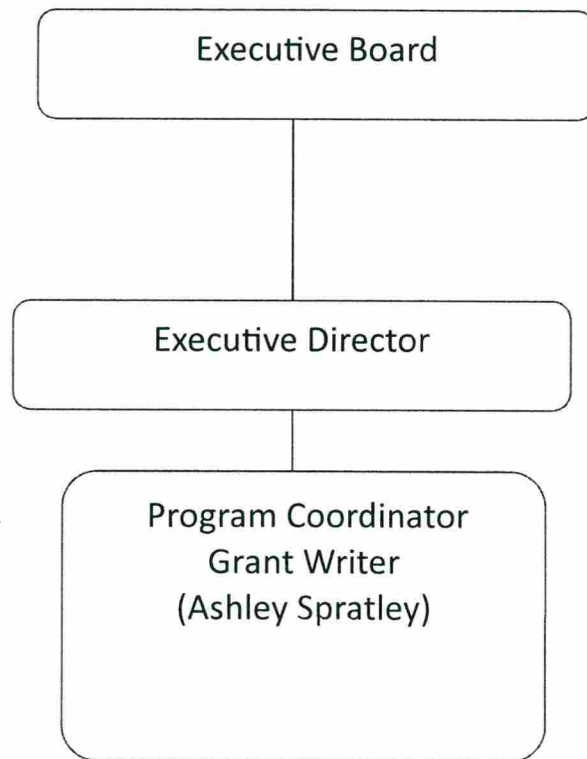 Executive Board
Executive Director
Program Coordinator
Grant Writer
(Ashley Spratley)